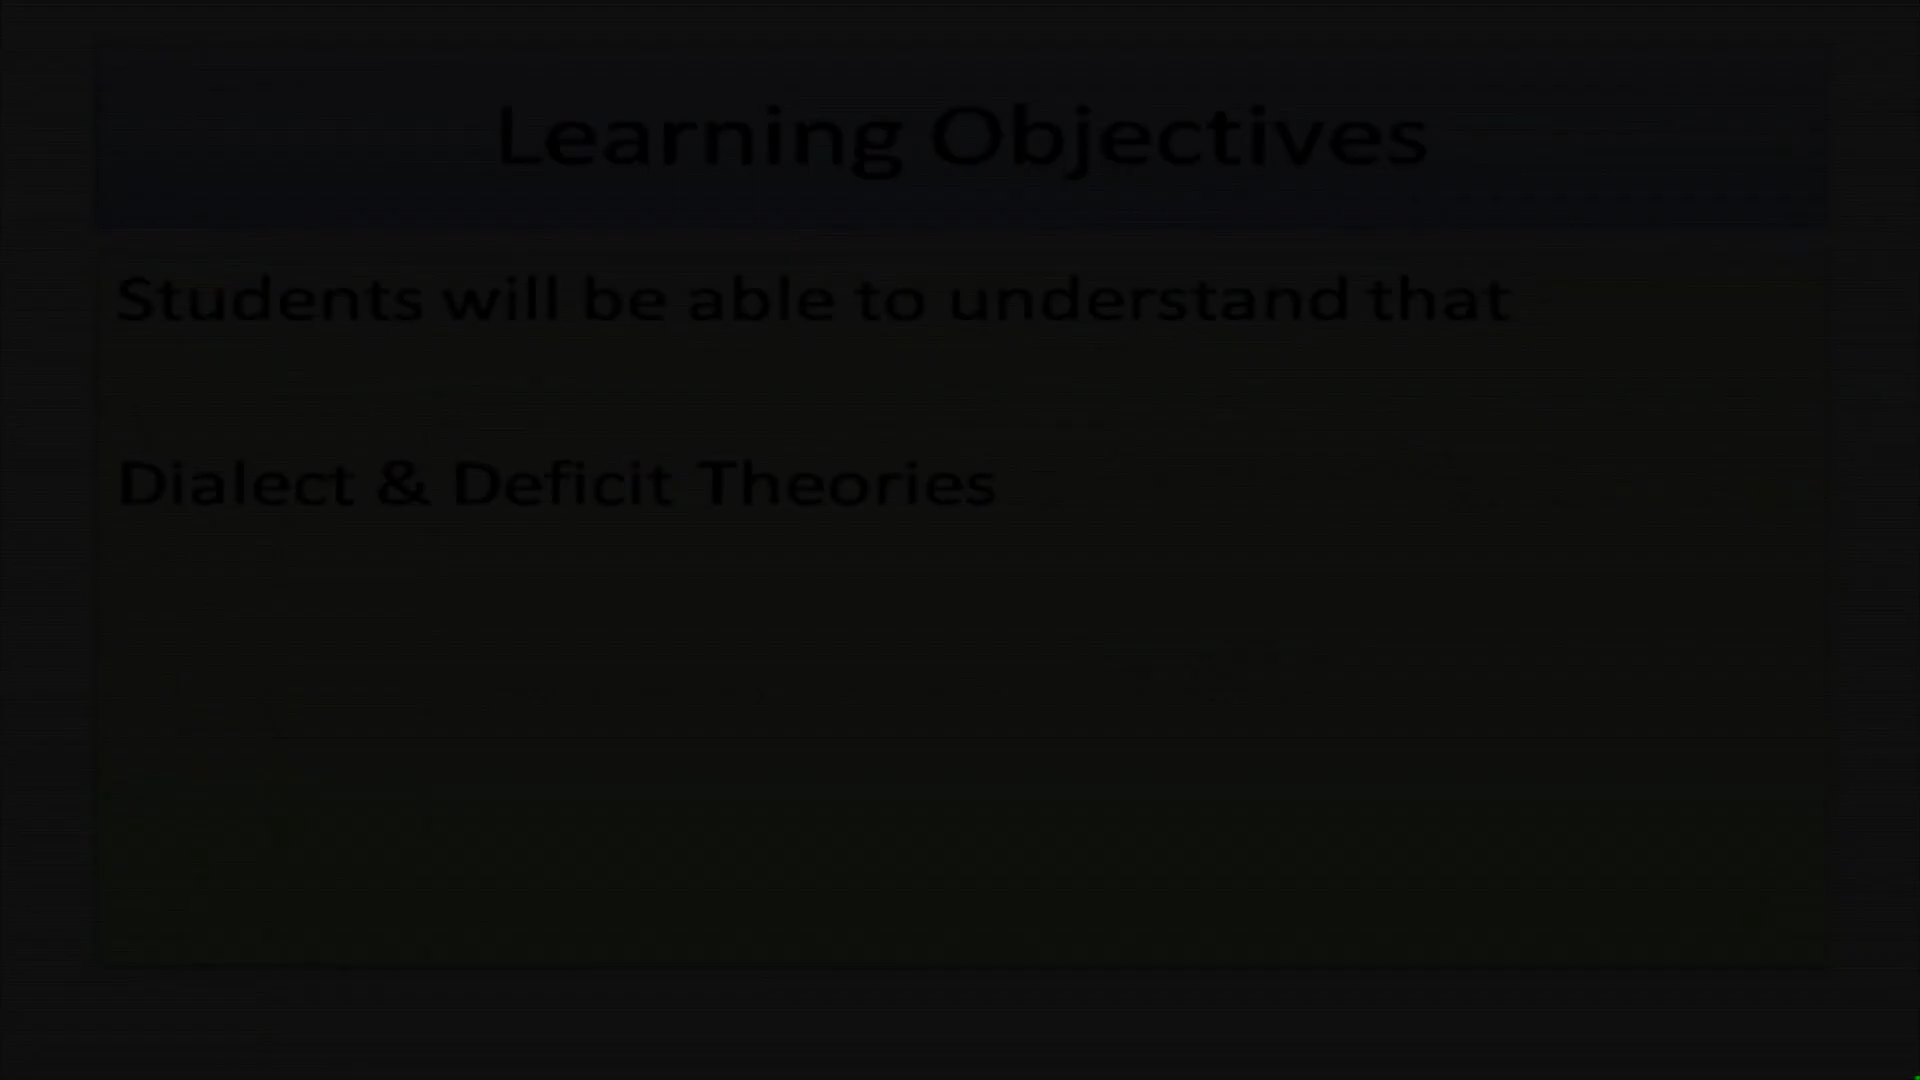 Learning Objectives
Students will be able to understand that
Dialect & Deficit Theories